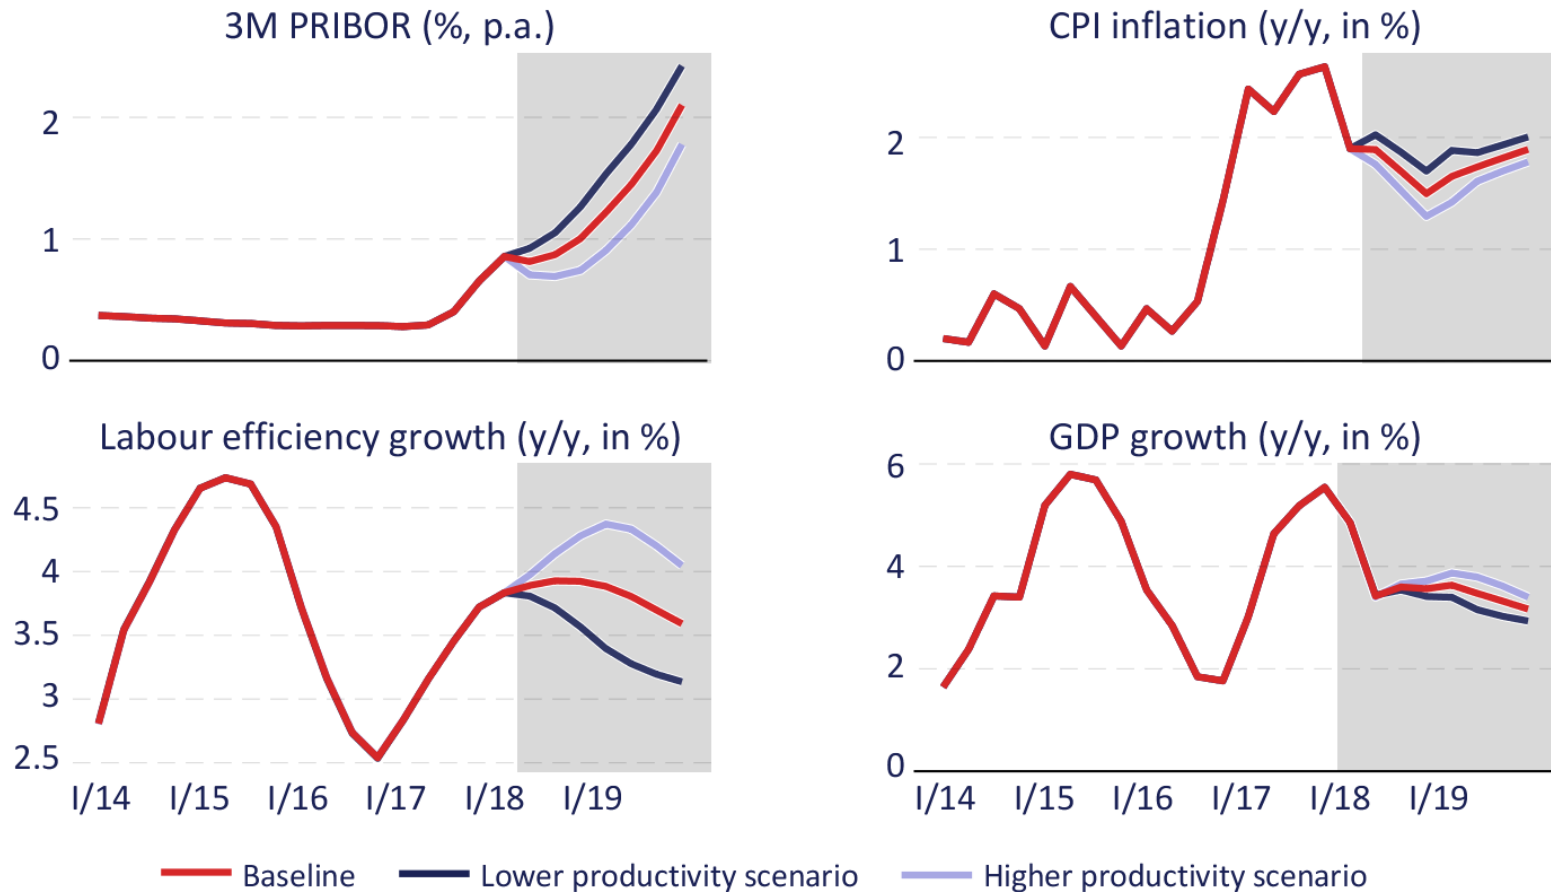 3M PRIBOR (%, p.a.)
2
1
0
CPI inflation (y/y, in %)
2
1
0
Labour efficiency growth (y/y, in %)
4.5
4
3.5
3
2.5
I/14 I/15 I/16 I/17 I/18 I/19
GDP growth (y/y, in %)
6
4
2
0
I/14 I/15 I/16 I/17 I/18 I/19
Baseline Lower productivity scenario Higher productivity scenario